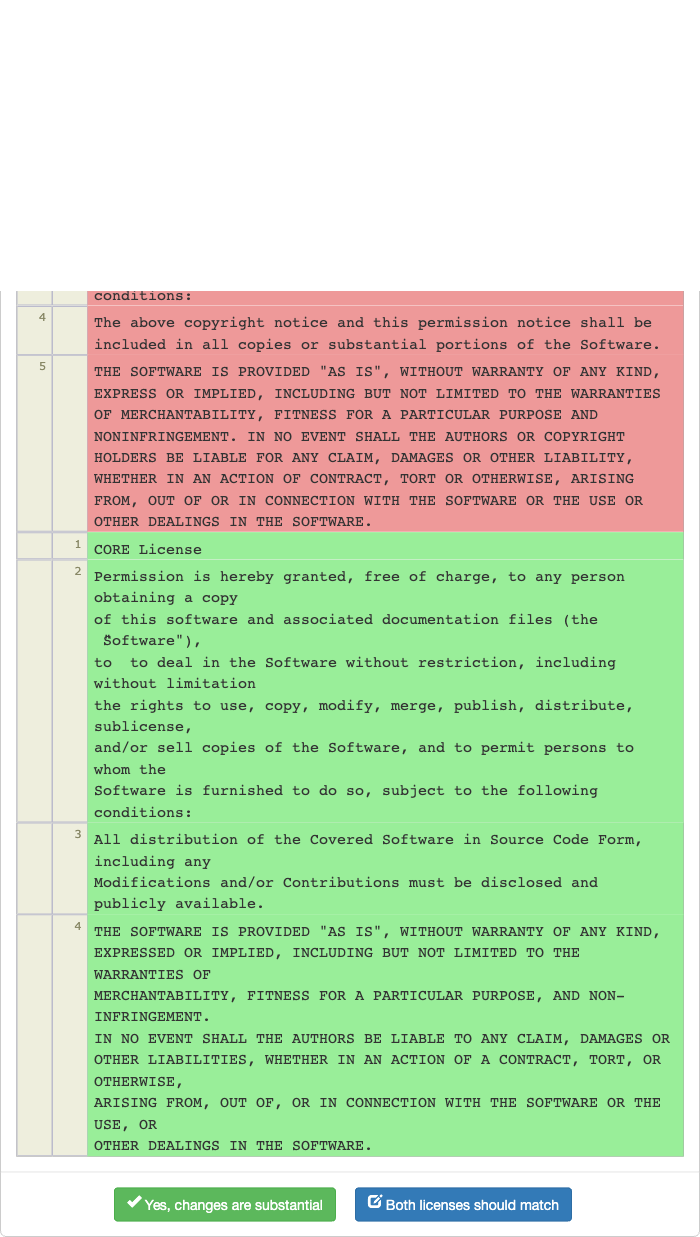 conditions:
4
The above copyright notice and this permission notice shall be
included in all copies or substantial portions of the Software.
5
THE SOFTWARE IS PROVIDED "AS IS", WITHOUT WARRANTY OF ANY KIND,
EXPRESS OR IMPLIED, INCLUDING BUT NOT LIMITED TO THE WARRANTIES
OF MERCHANTABILITY, FITNESS FOR A PARTICULAR PURPOSE AND
NONINFRINGEMENT. IN NO EVENT SHALL THE AUTHORS OR COPYRIGHT
HOLDERS BE LIABLE FOR ANY CLAIM, DAMAGES OR OTHER LIABILITY,
WHETHER IN AN ACTION OF CONTRACT, TORT OR OTHERWISE, ARISING
FROM, OUT OF OR IN CONNECTION WITH THE SOFTWARE OR THE USE OR
OTHER DEALINGS IN THE SOFTWARE.
1
CORE License
2
Permission is hereby granted, free of charge, to any person
obtaining a copy
of this software and associated documentation files (the
"Software"),
to  to deal in the Software without restriction, including
without limitation
the rights to use, copy, modify, merge, publish, distribute,
sublicense,
and/or sell copies of the Software, and to permit persons to
whom the
Software is furnished to do so, subject to the following
conditions:
3
All distribution of the Covered Software in Source Code Form,
including any
Modifications and/or Contributions must be disclosed and
publicly available.
4
THE SOFTWARE IS PROVIDED "AS IS", WITHOUT WARRANTY OF ANY KIND,
EXPRESSED OR IMPLIED, INCLUDING BUT NOT LIMITED TO THE
WARRANTIES OF
MERCHANTABILITY, FITNESS FOR A PARTICULAR PURPOSE, AND NON-
INFRINGEMENT.
IN NO EVENT SHALL THE AUTHORS BE LIABLE TO ANY CLAIM, DAMAGES OR
OTHER LIABILITIES, WHETHER IN AN ACTION OF A CONTRACT, TORT, OR
OTHERWISE,
ARISING FROM, OUT OF, OR IN CONNECTION WITH THE SOFTWARE OR THE
USE, OR
OTHER DEALINGS IN THE SOFTWARE.
Yes, changes are substantial
Both licenses should match